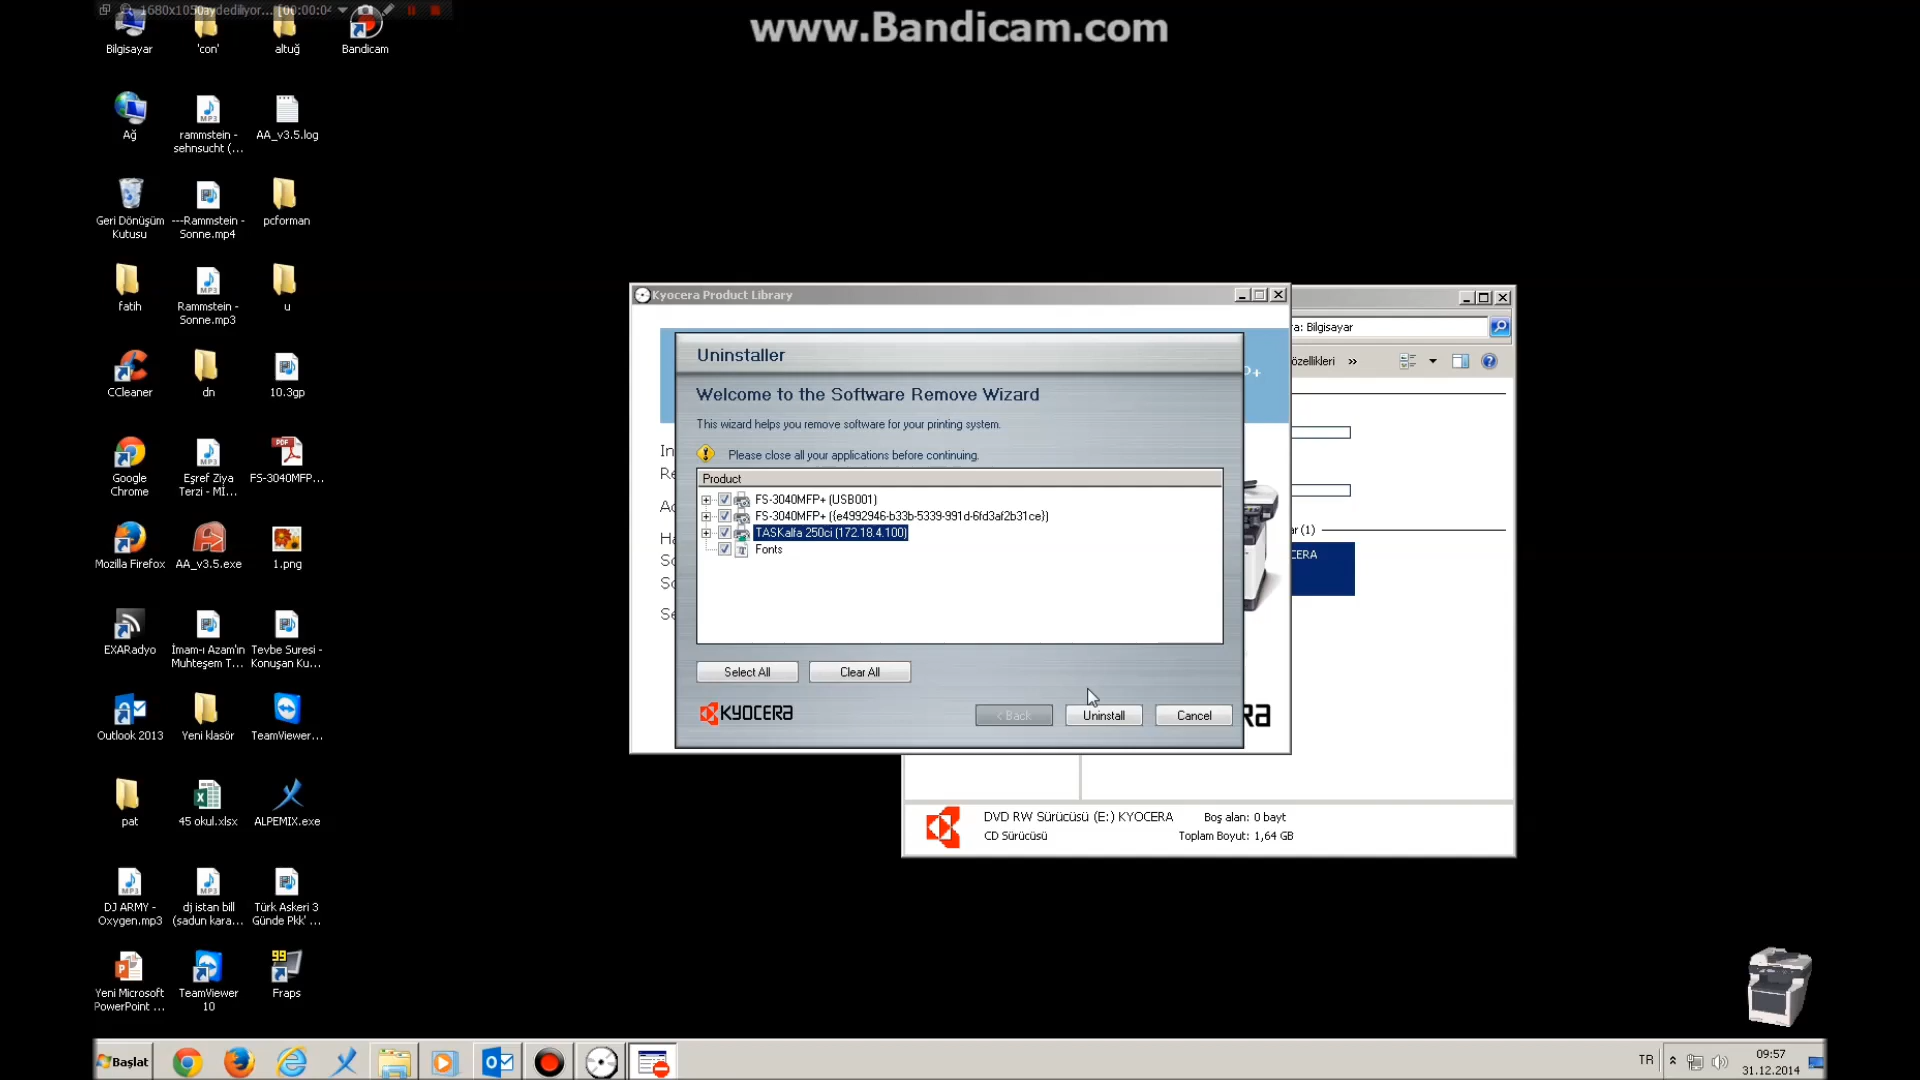 1680x1050aydediliyor... [00:00:04
www.Bandicam.com
Bilgisayar
'con'
altuğ
Bandicam
Ağ
rammstein -
sehnsucht (...
AA_v3.5.log
Geri Dönüşüm
Kutusu
---Rammstein -
Sonne.mp4
pcforman
fatih
Rammstein -
Sonne.mp3
u
CCleaner
dn
10.3gp
Google
Chrome
Eşref Ziya
Terzi - Mİ...
FS-3040MFP...
Mozilla Firefox
AA_v3.5.exe
1.png
EXARadyo
İmam-ı Azam'ın
Muhteşem T...
Tevbe Suresi -
Konuşan Ku...
Outlook 2013
Yeni klasör
TeamViewer...
pat
45 okul.xlsx
ALPEMIX.exe
DJ ARMY -
Oxygen.mp3
dj istan bill
(sadun kara...
Türk Askeri 3
Günde Pkk' ...
Yeni Microsoft
PowerPoint ...
TeamViewer
10
99
Fraps
Kyocera Product Library
Uninstaller
Welcome to the Software Remove Wizard
This wizard helps you remove software for your printing system.
Please close all your applications before continuing.
Product
FS-3040MFP+ (USB001)
FS-3040MFP+ ({e4992946-b33b-5339-991d-6fd3af2b31ce})
TASKalfa 250ci (172.18.4.100)
Fonts
Select All
Clear All
KYOCERA
< Back
Uninstall
Cancel
ra: Bilgisayar
özellikleri »
P+
ar (1)
CERA
RA
DVD RW Sürücüsü (E:) KYOCERA
Boş alan: 0 bayt
CD Sürücüsü
Toplam Boyut: 1,64 GB
Başlat
TR
09:57
31.12.2014